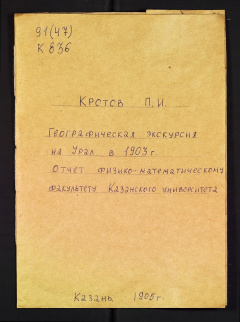 91(47)
К 836
Кротов П.И.
Географическая экскурсия
на Урал в 1903 г.
Отчет физико-математическому
факультету Казанского университета
Казань 1905 г.